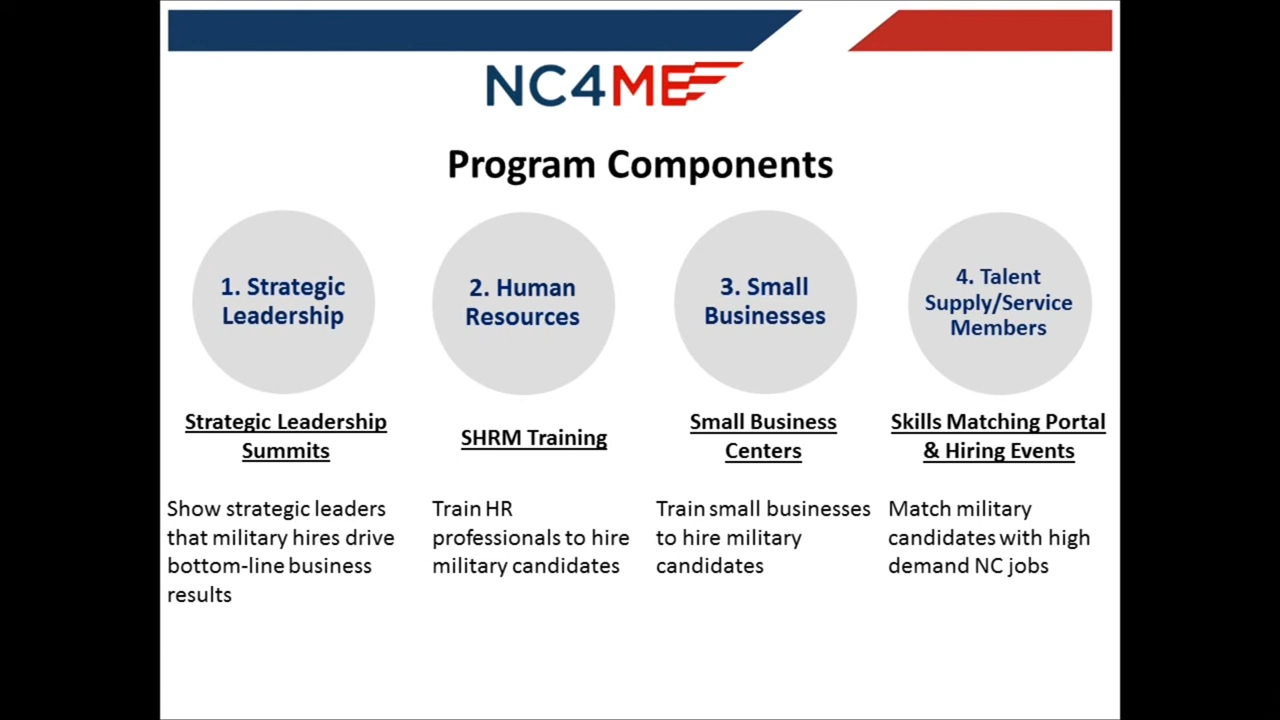 NC4ME
Program Components
1. Strategic
Leadership
2. Human
Resources
3. Small
Businesses
4. Talent
Supply/Service
Members
Strategic Leadership
Summits
SHRM Training
Small Business
Centers
Skills Matching Portal
& Hiring Events
Show strategic leaders
that military hires drive
bottom-line business
results
Train HR
professionals to hire
military candidates
Train small businesses
to hire military
candidates
Match military
candidates with high
demand NC jobs